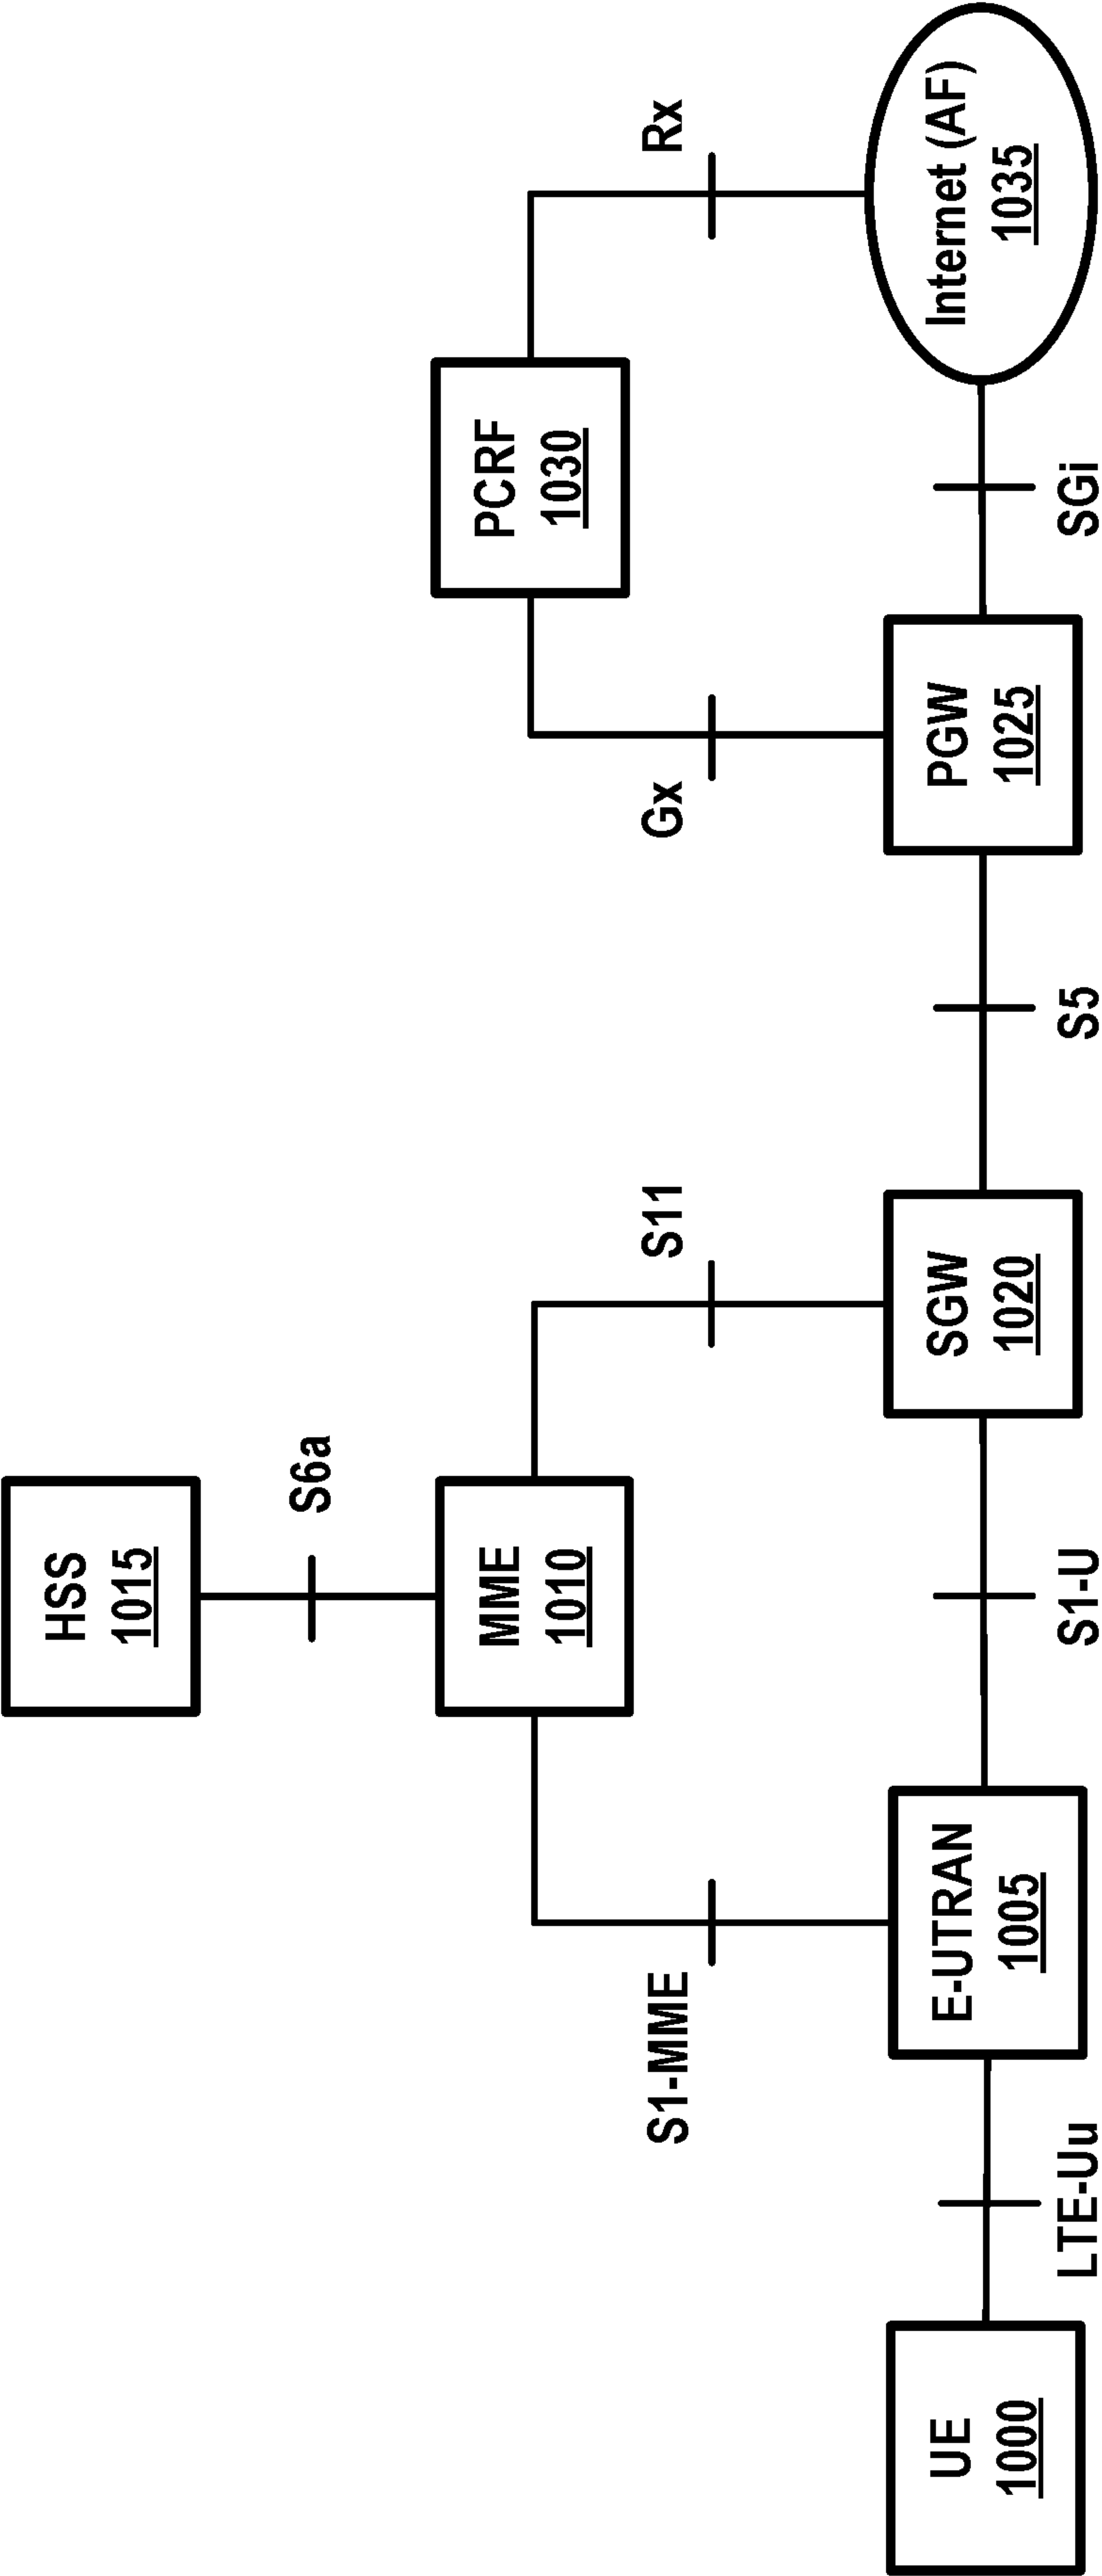 HSS
1015
S6a
MME
1010
PCRF
1030
S1-MME
S11
Gx
Rx
UE
1000
E-UTRAN
1005
SGW
1020
PGW
1025
Internet (AF)
1035
LTE-Uu
S1-U
S5
SGi